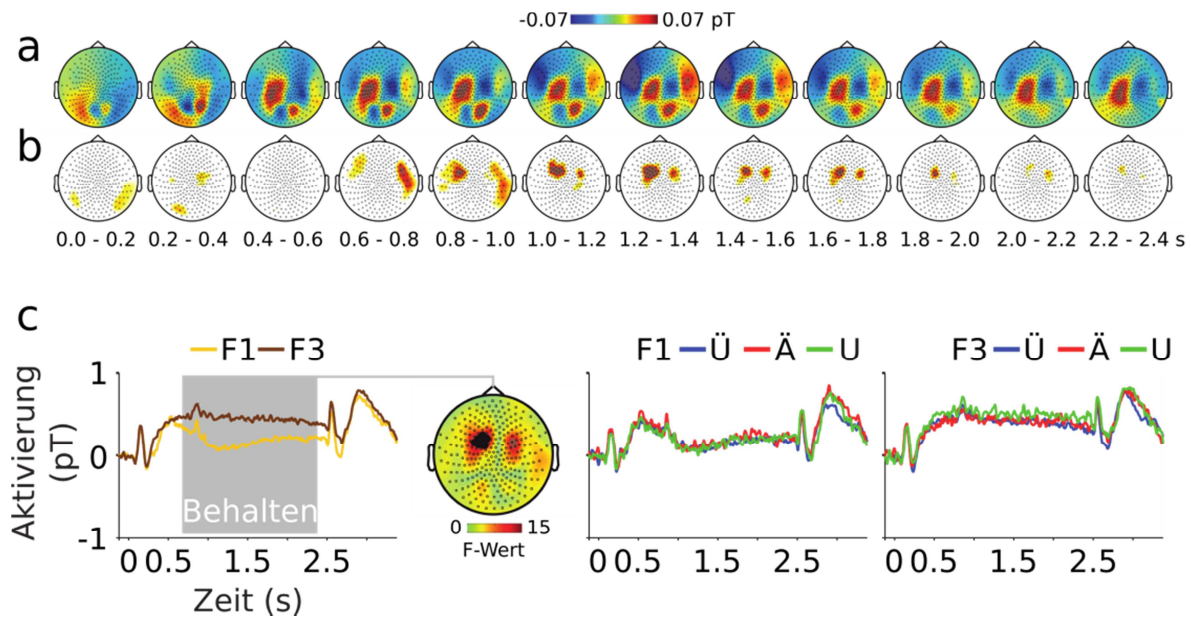 -0.07 0.07 pT
a
b
0.0 - 0.2 0.2 - 0.4 0.4 - 0.6 0.6 - 0.8 0.8 - 1.0 1.0 - 1.2 1.2 - 1.4 1.4 - 1.6 1.6 - 1.8 1.8 - 2.0 2.0 - 2.2 2.2 - 2.4 s
c
F1 F3
F1 Ü Ä U
F3 Ü Ä U
Aktivierung
(pT)
1
0
-1
Behalten
0 15
F-Wert
0 0.5 1.5 2.5
0 0.5 1.5 2.5
0 0.5 1.5 2.5
Zeit (s)